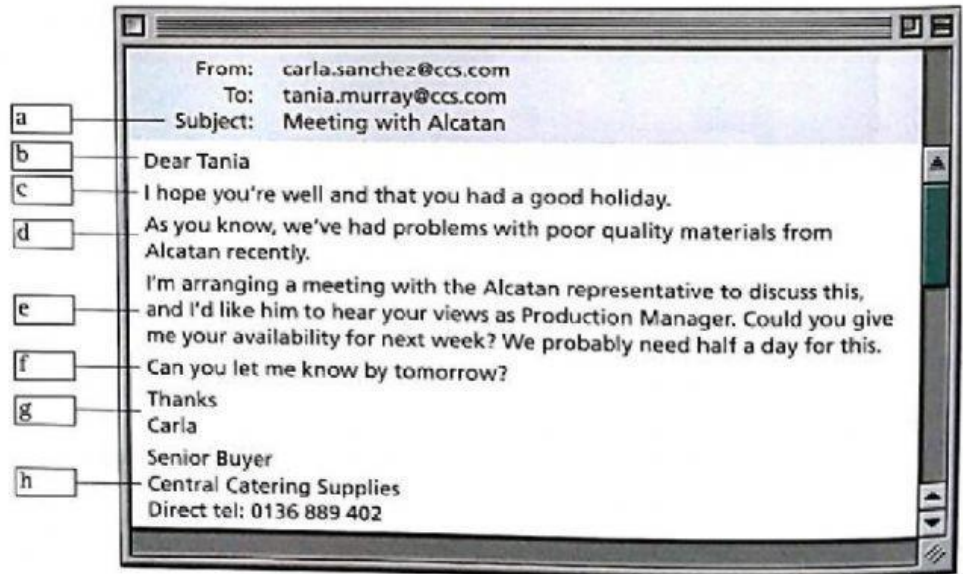 From: carla.sanchez@ccs.com
To: tania.murray@ccs.com
a
Subject: Meeting with Alcatan
b
Dear Tania
c
I hope you're well and that you had a good holiday.
d
As you know, we've had problems with poor quality materials from
Alcatan recently.
I'm arranging a meeting with the Alcatan representative to discuss this,
e
and I'd like him to hear your views as Production Manager. Could you give
me your availability for next week? We probably need half a day for this.
f
Can you let me know by tomorrow?
g
Thanks
Carla
Senior Buyer
h
Central Catering Supplies
Direct tel: 0136 889 402